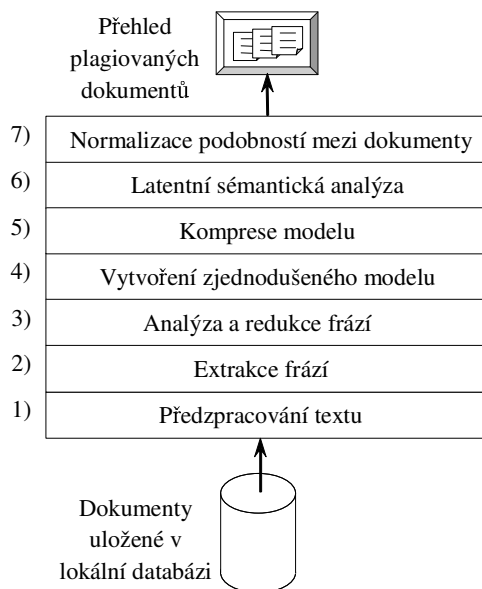 Přehled
plagiovaných
dokumentů
7) Normalizace podobností mezi dokumenty
6) Latentní sémantická analýza
5) Komprese modelu
4) Vytvoření zjednodušeného modelu
3) Analýza a redukce frází
2) Extrakce frází
1) Předzpracování textu
Dokumenty
uložené v
lokální databázi